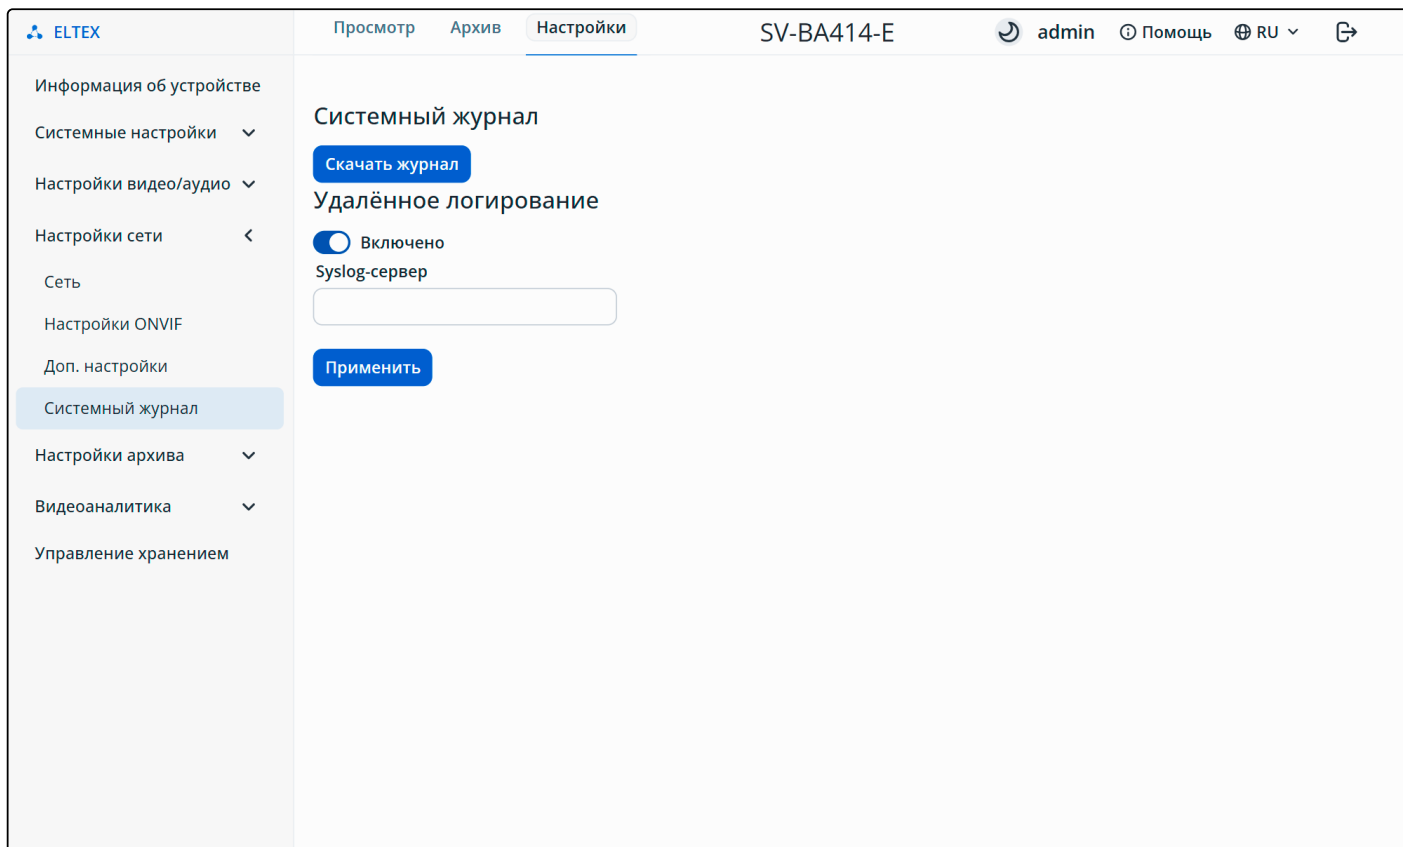 ELTEX
Просмотр Архив Настройки SV-BA414-E admin Помощь RU
Информация об устройстве
Системные настройки
Настройки видео/аудио
Настройки сети
Сеть
Настройки ONVIF
Доп. настройки
Системный журнал
Настройки архива
Видеоаналитика
Управление хранением
Системный журнал
Скачать журнал
Удалённое логирование
Включено
Syslog-сервер
Применить